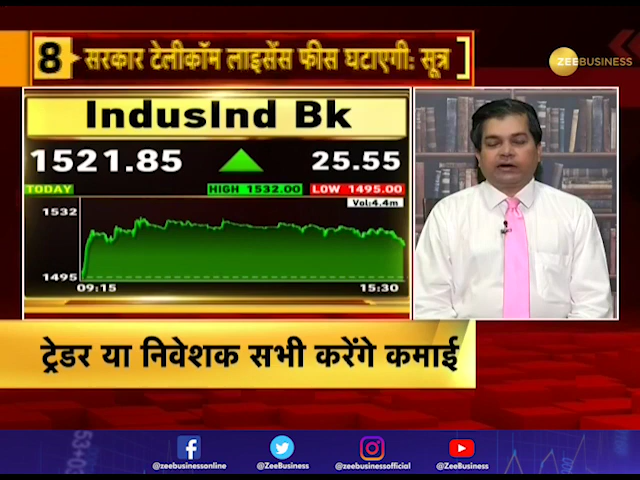 8 सरकार टेलीकॉम लाइसेंस फीस घटाएगी: सूत्र
ZEEBUSINESS
IndusInd Bk
1521.85 25.55
TODAY HIGH 1532.00 LOW 1495.00
Vol:4.4m
1532
1495
09:15 15:30
ट्रेडर या निवेशक सभी करेंगे कमाई
@zeebusinessonline @ZeeBusiness @zeebusinessofficial @ZeeBusiness